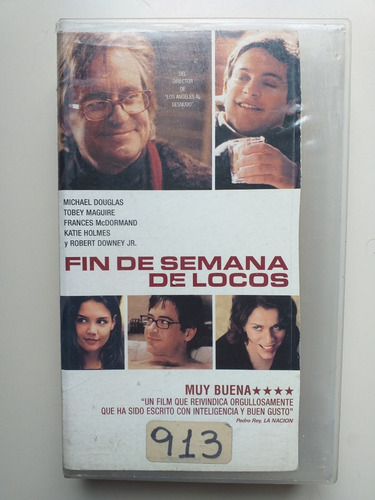 DEL
DIRECTOR
DE
"LOS ANGELES AL
DESNUDO"
MICHAEL DOUGLAS
TOBEY MAGUIRE
FRANCES McDORMAND
KATIE HOLMES
y ROBERT DOWNEY JR.
FIN DE SEMANA
DE LOCOS
MUY BUENA★★★★
"UN FILM QUE REIVINDICA ORGULLOSAMENTE
QUE HA SIDO ESCRITO CON INTELIGENCIA Y BUEN GUSTO"
Pedro Rey, LA NACION
913